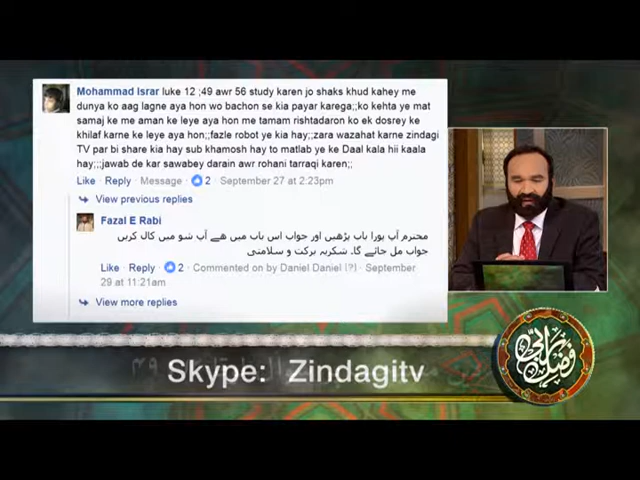 Mohammad Israr luke 12 ;49 awr 56 study karen jo shaks khud kahey me
dunya ko aag lagne aya hon wo bachon se kia payar karega;;ko kehta ye mat
samaj ke me aman ke leye aya hon me tamam rishtadaron ko ek dosrey ke
khilaf karne ke leye aya hon;;fazle robot ye kia hay;;zara wazahat karne zindagi
TV par bi share kia hay sub khamosh hay to matlab ye ke Daal kala hii kaala
hay;;;jawab de kar sawabey darain awr rohani tarraqi karen;;
Like · Reply · Message · 2 · September 27 at 2:23pm
View previous replies
Fazal E Rabi
محترم آپ پورا باب پڑھیں اور جواب اس باب میں ھے آپ شو میں کال کریں
جواب مل جائے گا۔ شکریہ برکت و سلامتی
Like · Reply · 2 · Commented on by Daniel Daniel [?] · September
29 at 11:21am
View more replies
فضل ربی
Skype: Zindagitv